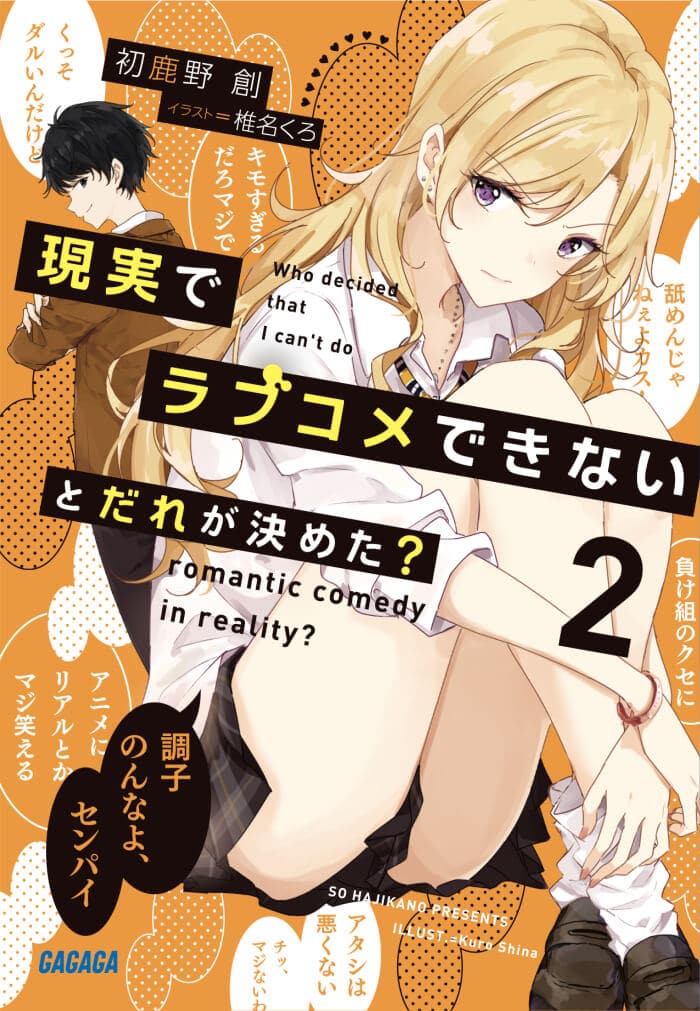 くっそ
ダルいんだけど
初鹿野 創
イラスト＝椎名くろ
キモすぎる
だろマジで
舐めんじゃ
ねぇよカス、
現実で
Who decided
that
I can't do
ラブコメできない
とだれが決めた？
2
romantic comedy
in reality?
負け組のクセに
アニメに
リアルとか
マジ笑える
調子
のんなよ、
センパイ
SO HAJIKANO PRESENTS
ILLUST.=Kuro Shina
アタシは
悪くない
チッ、
マジないわ
GAGAGA